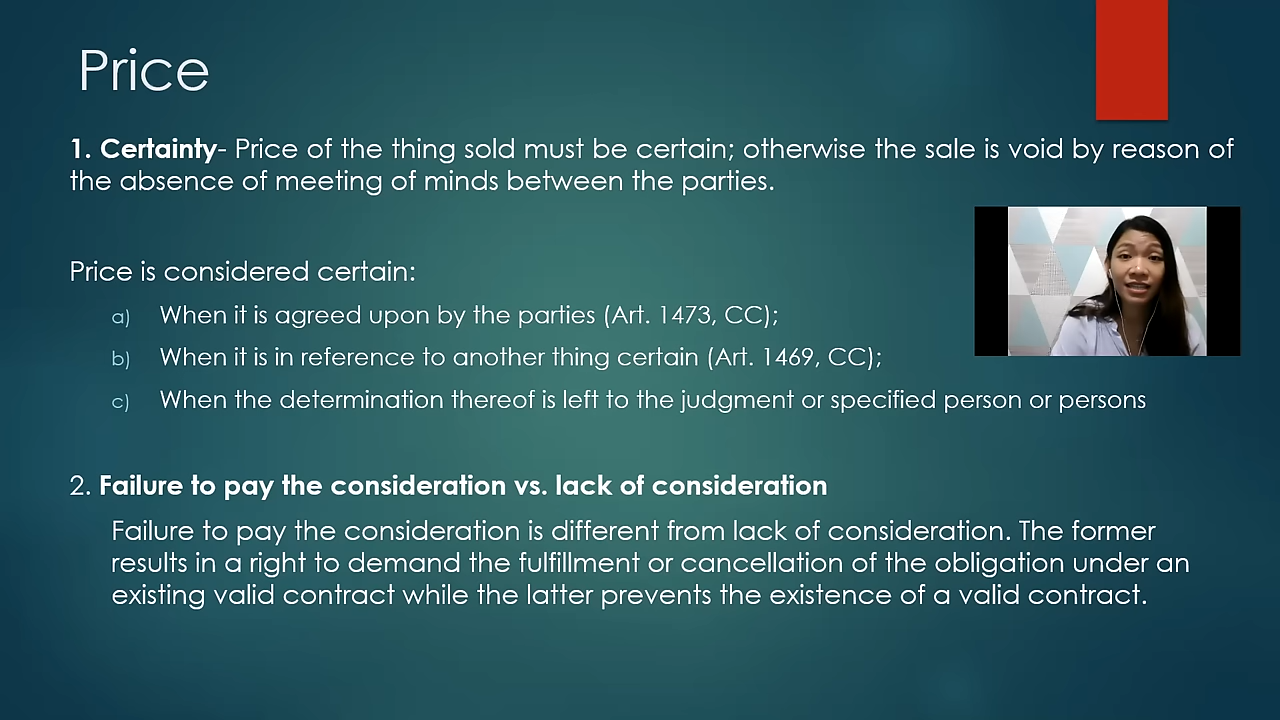 Price
1. Certainty- Price of the thing sold must be certain; otherwise the sale is void by reason of
the absence of meeting of minds between the parties.
Price is considered certain:
a) When it is agreed upon by the parties (Art. 1473, CC);
b) When it is in reference to another thing certain (Art. 1469, CC);
c) When the determination thereof is left to the judgment or specified person or persons
2. Failure to pay the consideration vs. lack of consideration
Failure to pay the consideration is different from lack of consideration. The former
results in a right to demand the fulfillment or cancellation of the obligation under an
existing valid contract while the latter prevents the existence of a valid contract.